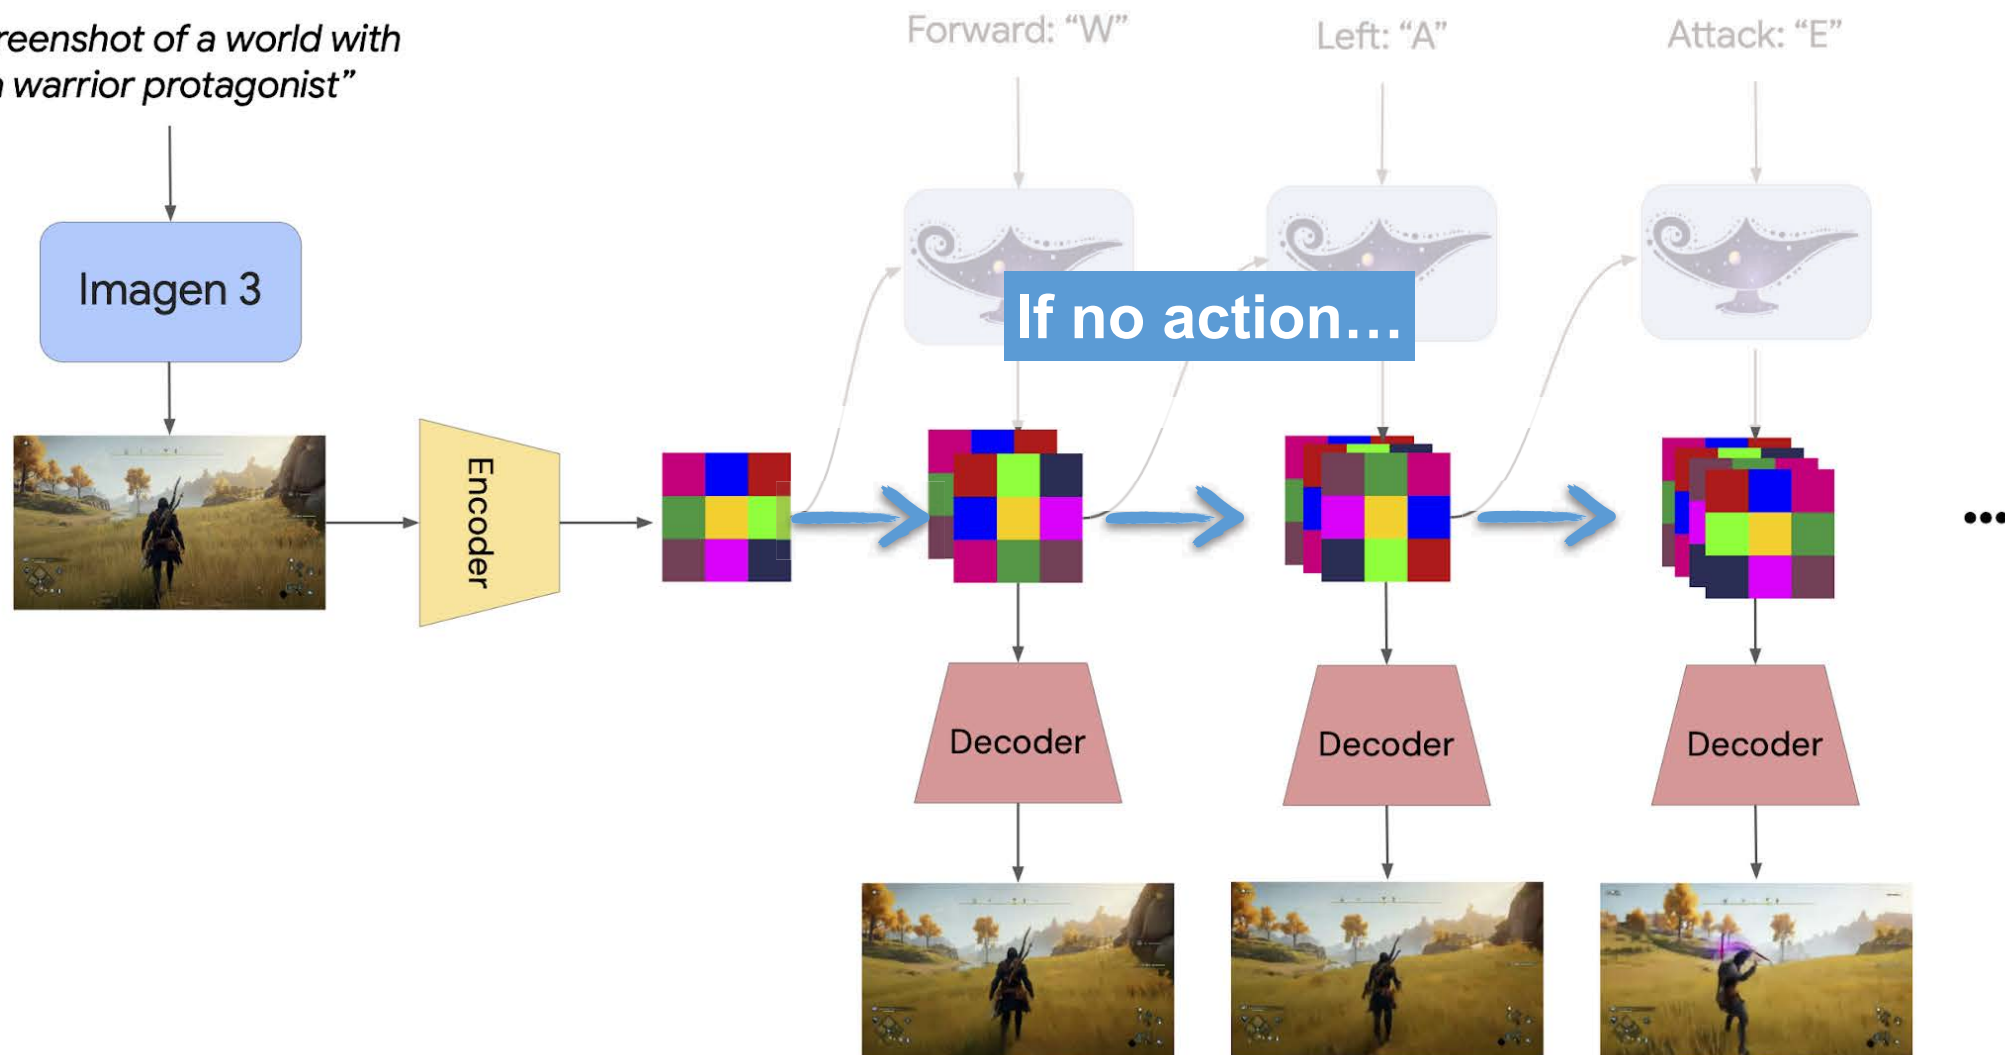 reenshot of a world with
warrior protagonist”
Forward: “W”
Left: “A”
Attack: “E”
Imagen 3
If no action…
Encoder
Decoder
Decoder
Decoder